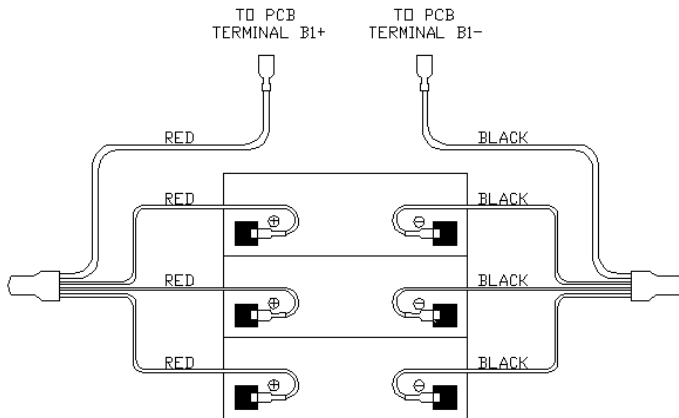 TO PCB
TERMINAL B1+
TO PCB
TERMINAL B1-
RED
BLACK
RED
BLACK
+
-
RED
BLACK
+
-
RED
BLACK
+
-